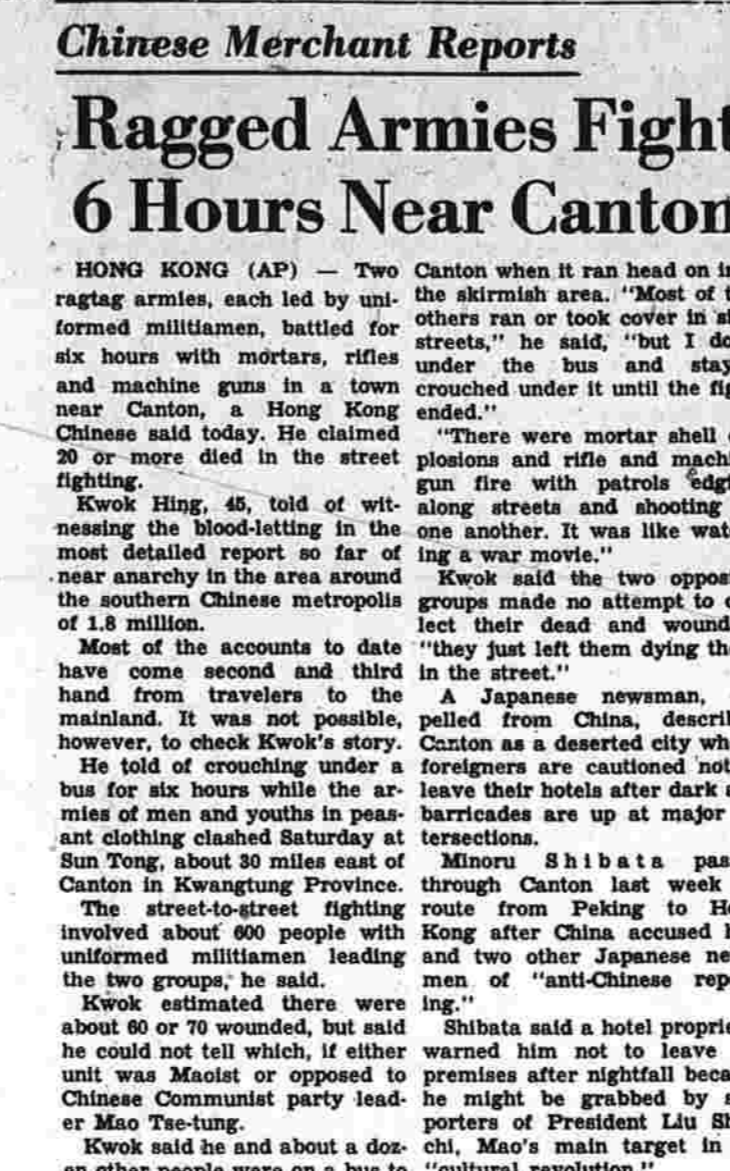 Chinese Merchant Reports
Ragged Armies Fight
6 Hours Near Canton
HONG KONG (AP) — Two
ragtag armies, each led by uni-
formed militiamen, battled for
six hours with mortars, rifles
and machine guns in a town
near Canton, a Hong Kong
Chinese said today. He claimed
20 or more died in the street
fighting.
Kwok Hing, 45, told of wit-
nessing the blood-letting in the
most detailed report so far of
near anarchy in the area around
the southern Chinese metropolis
of 1.8 million.
Most of the accounts to date
have come second and third
hand from travelers to the
mainland. It was not possible,
however, to check Kwok's story.
He told of crouching under a
bus for six hours while the ar-
mies of men and youths in peas-
ant clothing clashed Saturday at
Sun Tong, about 30 miles east of
Canton in Kwangtung Province.
The street-to-street fighting
involved about 600 people with
uniformed militiamen leading
the two groups, he said.
Kwok estimated there were
about 60 or 70 wounded, but said
he could not tell which, if either
unit was Maoist or opposed to
Chinese Communist party lead-
er Mao Tse-tung.
Kwok said he and about a doz-
en other people were on a bus to
Canton when it ran head on
the skirmish area. "Most of
others ran or took cover in
streets," he said, "but I
under the bus and
crouched under it until the
ended."
"There were mortar shell
plosions and rifle and
gun fire with patrols
along streets and shooting
one another. It was like
ing a war movie."
Kwok said the two
groups made no attempt to
lect their dead and
"they just left them dying
in the street."
A Japanese newsman,
pelled from China,
Canton as a deserted city
foreigners are cautioned not
leave their hotels after dark
barricades are up at major
tersections.
Minoru Shibata
through Canton last week
route from Peking to
Kong after China accused
and two other Japanese
men of "anti-Chinese
ing."
Shibata said a hotel
warned him not to leave
premises after nightfall
he might be grabbed by
porters of President Liu
chi, Mao's main target in
"cultural revolution."